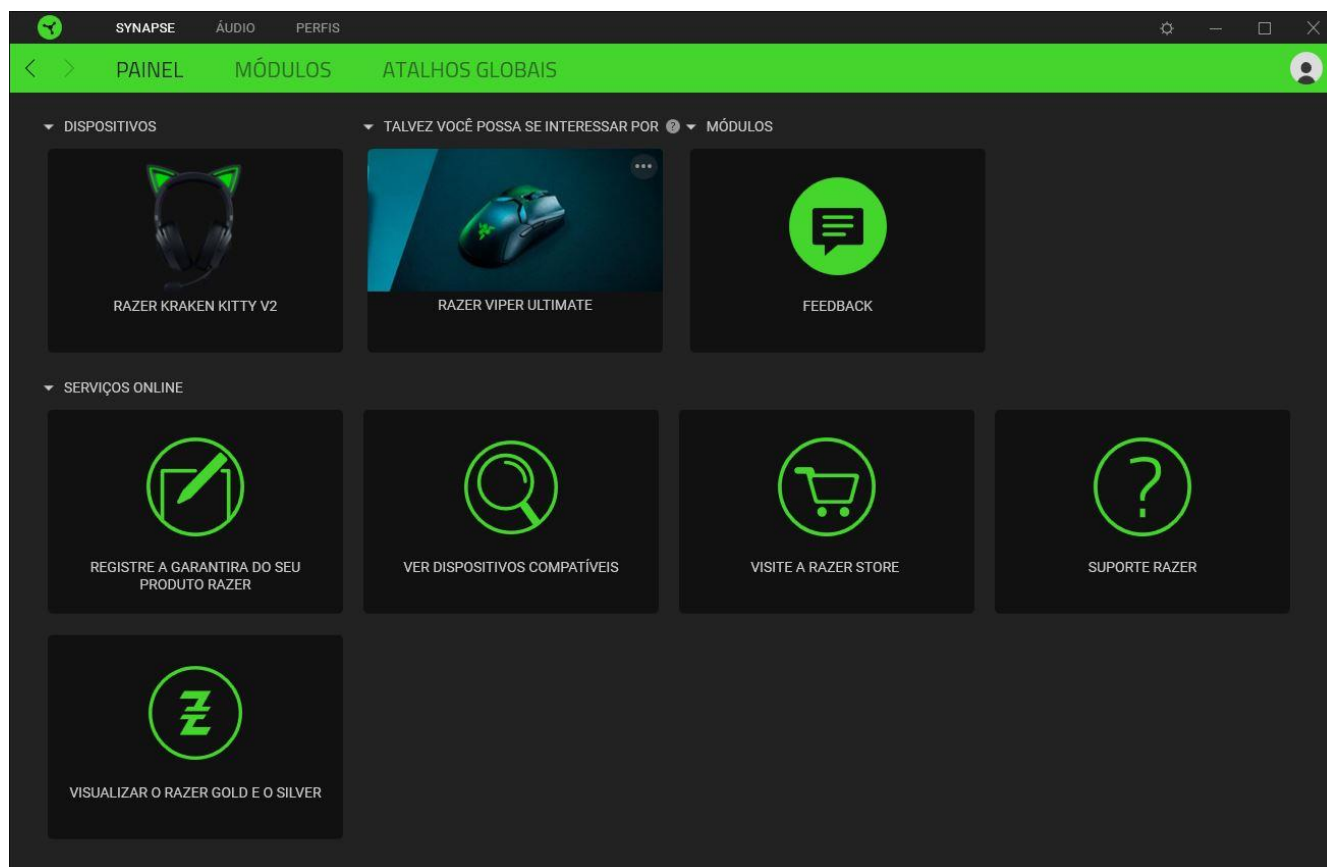 SYNAPSE ÁUDIO PERFIS
PAINEL MÓDULOS ATALHOS GLOBAIS
DISPOSITIVOS
TALVEZ VOCÊ POSSA SE INTERESSAR POR ?
MÓDULOS
RAZER KRAKEN KITTY V2
RAZER VIPER ULTIMATE
FEEDBACK
SERVIÇOS ONLINE
REGISTRE A GARANTIRA DO SEU
PRODUTO RAZER
VER DISPOSITIVOS COMPATÍVEIS
VISITE A RAZER STORE
SUPORTE RAZER
VISUALIZAR O RAZER GOLD E O SILVER